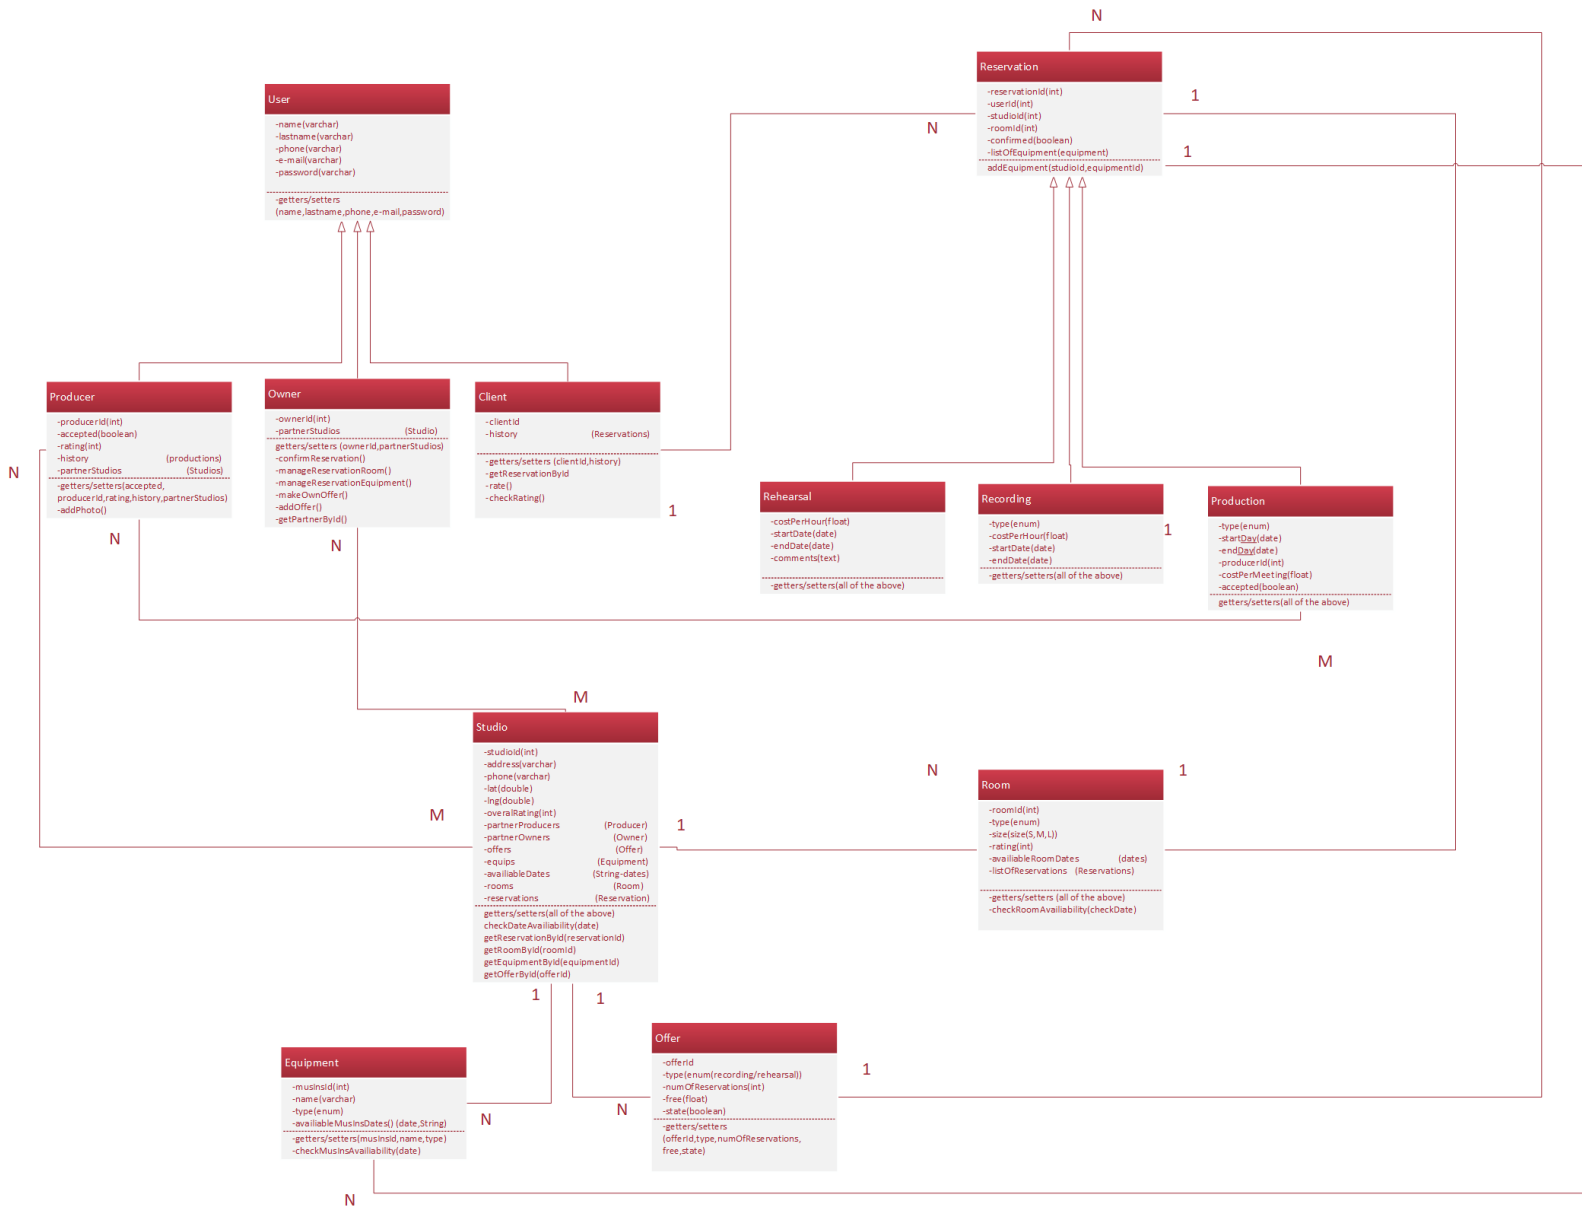 N
Reservation
-reservationId(int)
-userId(int)
-studioId(int)
-roomId(int)
-confirmed(boolean)
-listOfEquipment(equipment)
addEquipment(studioId,equipmentId)
1
N
1
User
-name(varchar)
-lastname(varchar)
-phone(varchar)
-e-mail(varchar)
-password(varchar)
-getters/setters
(name,lastname,phone,e-mail,password)
Producer
-producerId(int)
-accepted(boolean)
-rating(int)
-history (productions)
-partnerStudios (Studios)
-getters/setters(accepted,
producerId,rating,history,partnerStudios)
-addPhoto()
N
N
Owner
-ownerId(int)
-partnerStudios (Studio)
getters/setters (ownerId,partnerStudios)
-confirmReservation()
-manageReservationRoom()
-manageReservationEquipment()
-makeOwnOffer()
-addOffer()
-getPartnerById()
N
Client
-clientId
-history (Reservations)
-getters/setters (clientId,history)
-getReservationById
-rate()
-checkRating()
1
Rehearsal
-costPerHour(float)
-startDate(date)
-endDate(date)
-comments(text)
-getters/setters(all of the above)
Recording
-type(enum)
-costPerHour(float)
-startDate(date)
-endDate(date)
-getters/setters(all of the above)
1
Production
-type(enum)
-startDay(date)
-endDay(date)
-producerId(int)
-costPerMeeting(float)
-accepted(boolean)
getters/setters(all of the above)
M
M
Studio
-studioId(int)
-address(varchar)
-phone(varchar)
-lat(double)
-lng(double)
-overalRating(int)
-partnerProducers (Producer)
-partnerOwners (Owner)
-offers (Offer)
-equips (Equipment)
-availiableDates (String-dates)
-rooms (Room)
-reservations (Reservation)
getters/setters(all of the above)
checkDateAvailiability(date)
getReservationById(reservationId)
getRoomById(roomId)
getEquipmentById(equipmentId)
getOfferById(offerId)
M
1
1
1
N
1
Room
-roomId(int)
-type(enum)
-size(size(S,M,L))
-rating(int)
-availiableRoomDates (dates)
-listOfReservations (Reservations)
-getters/setters (all of the above)
-checkRoomAvailiability(checkDate)
Offer
-offerId
-type(enum(recording/rehearsal))
-numOfReservations(int)
-free(float)
-state(boolean)
-getters/setters
(offerId,type,numOfReservations,
free,state)
1
N
Equipment
-musInsId(int)
-name(varchar)
-type(enum)
-availiableMusInsDates() (date,String)
-getters/setters(musInsId,name,type)
-checkMusInsAvailiability(date)
N
N